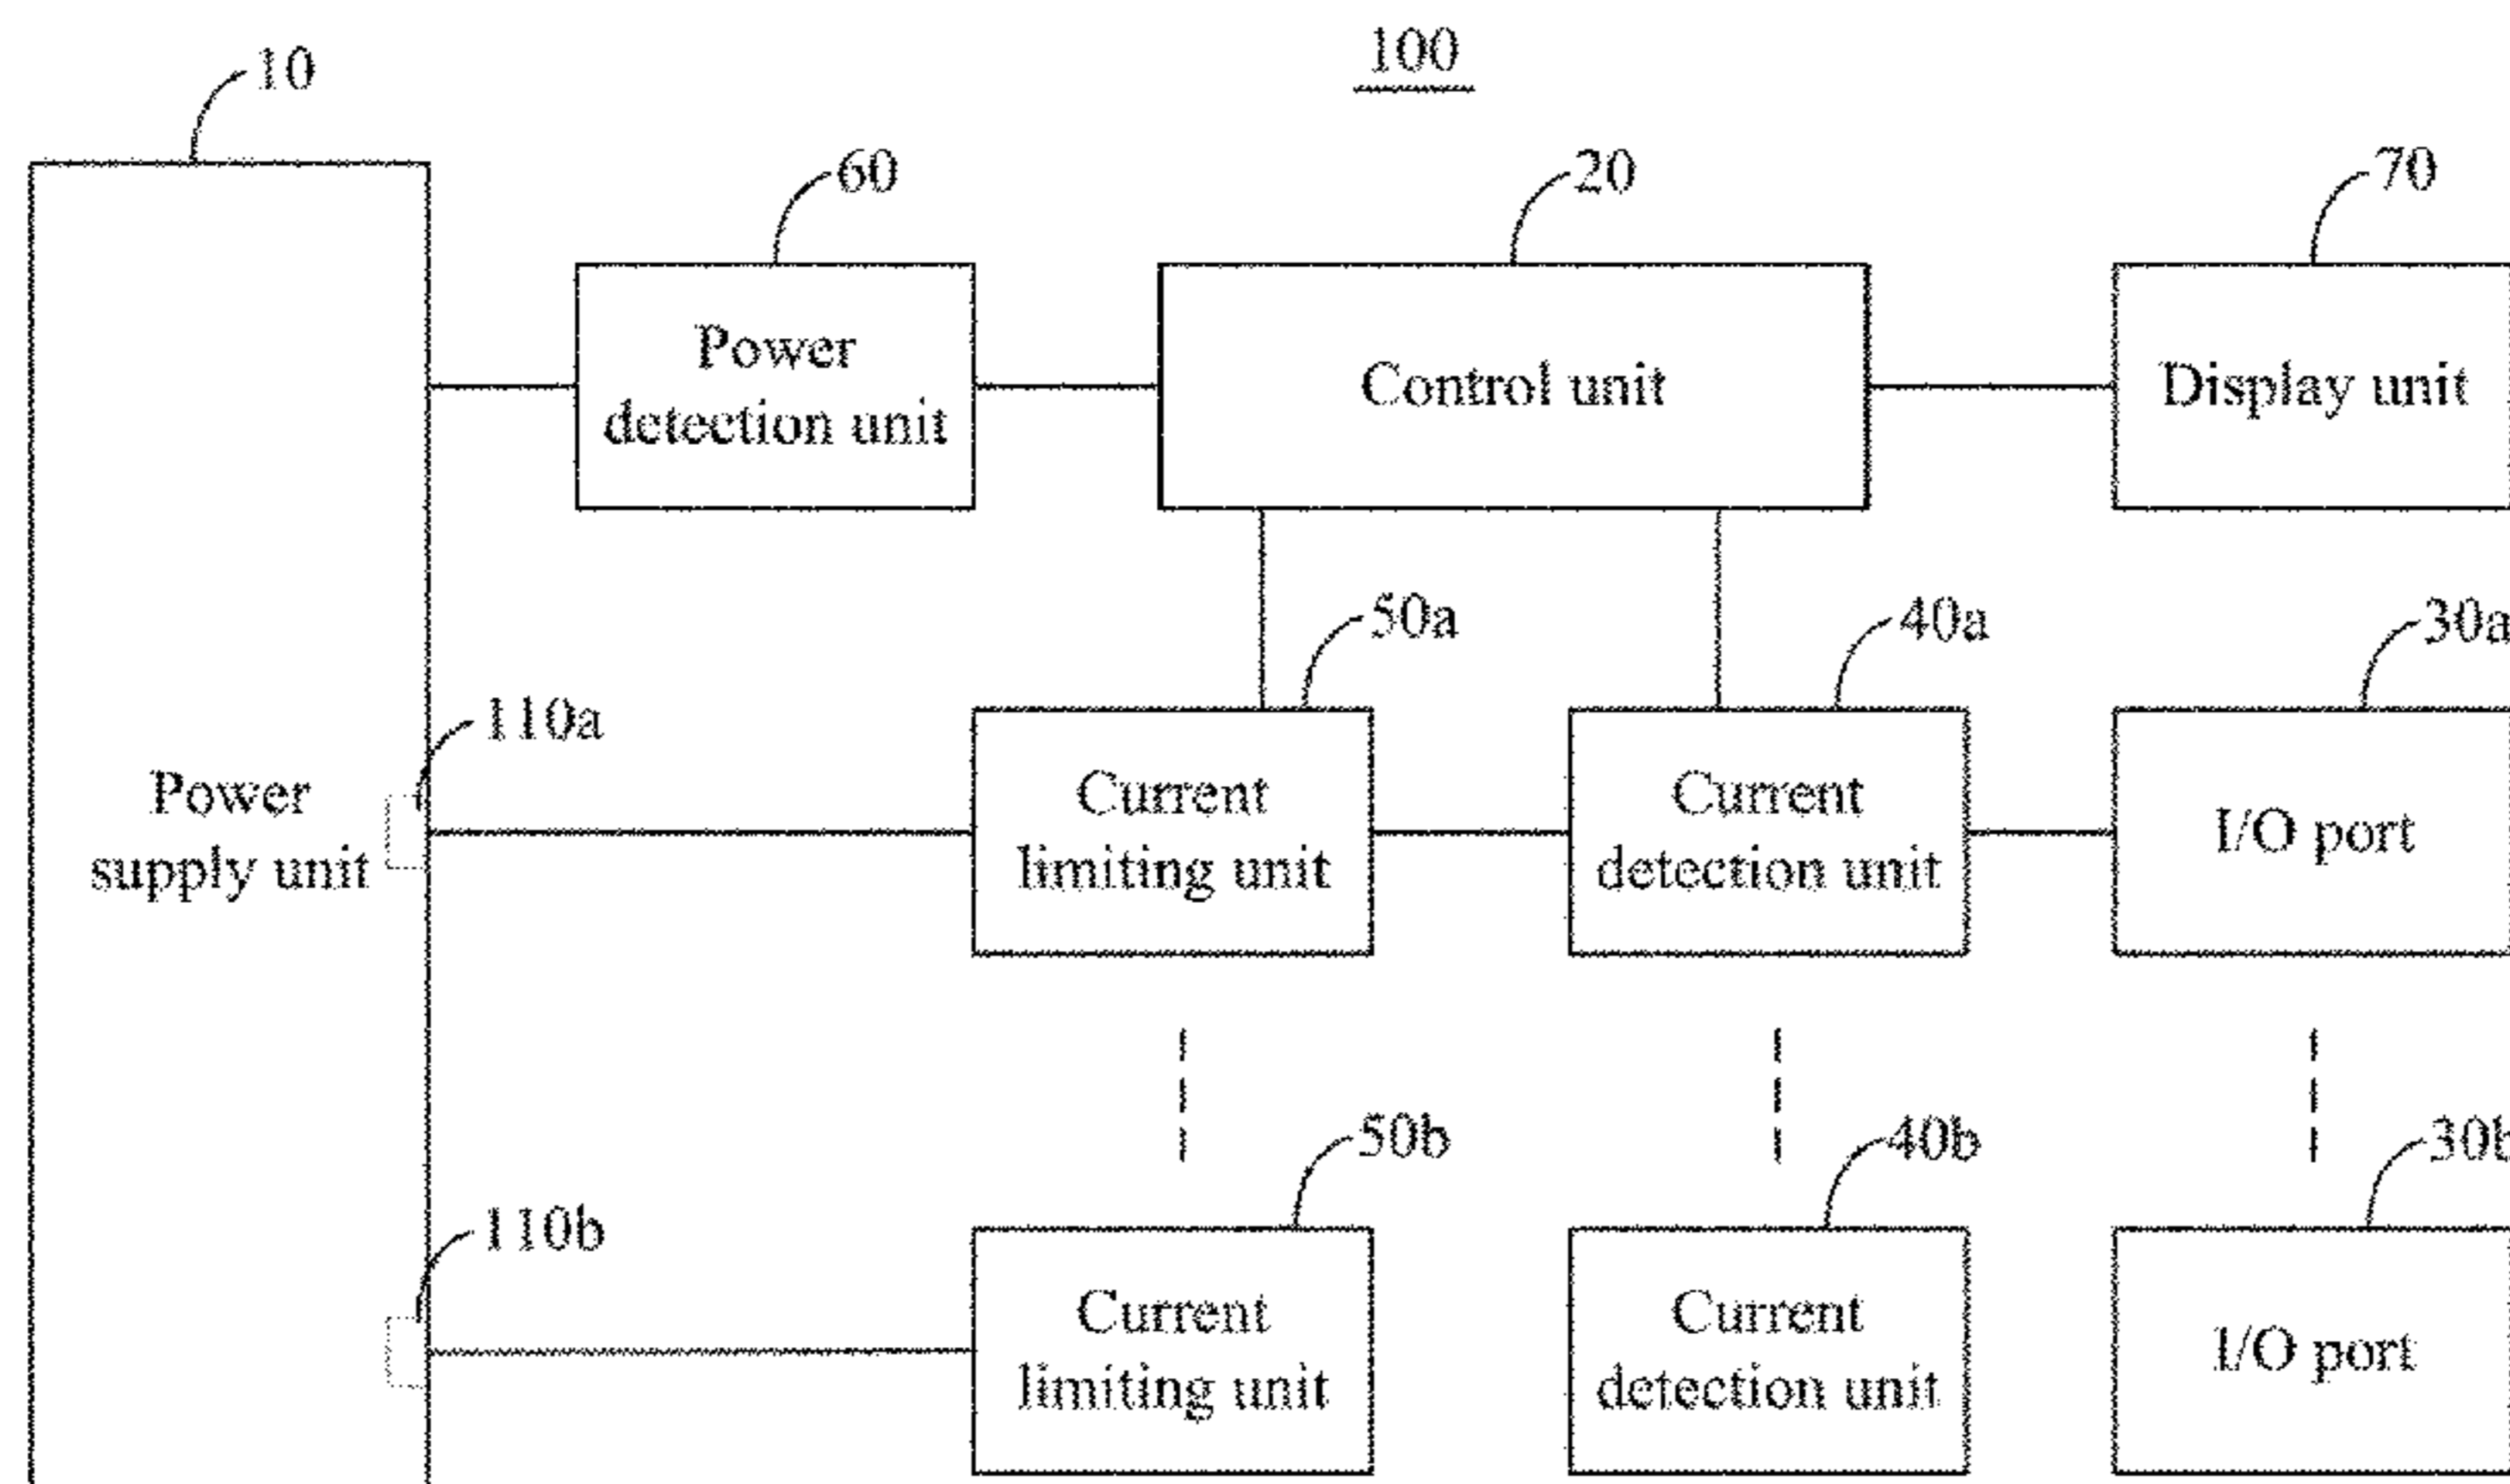 100
10
60
20
70
Power
detection unit
Control unit
Display unit
50a
40a
30a
110a
Power
supply unit
Current
limiting unit
Current
detection unit
I/O port
50b
40b
30b
110b
Current
limiting unit
Current
detection unit
I/O port